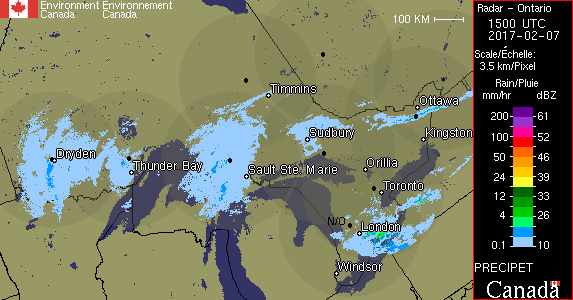 Environment Environnement
Canada Canada
100 KM
Radar - Ontario
1500 UTC
2017-02-07
Scale/Échelle:
3.5 km/Pixel
Rain/Pluie
mm/hr dBZ
200 61
100 52
50 46
24 39
12 33
4 26
0.1 10
PRECIPET
Canada
Timmins
Ottawa
Sudbury
Kingston
Dryden
Thunder Bay
Sault Ste. Marie
Orillia
Toronto
N/O
London
Windsor